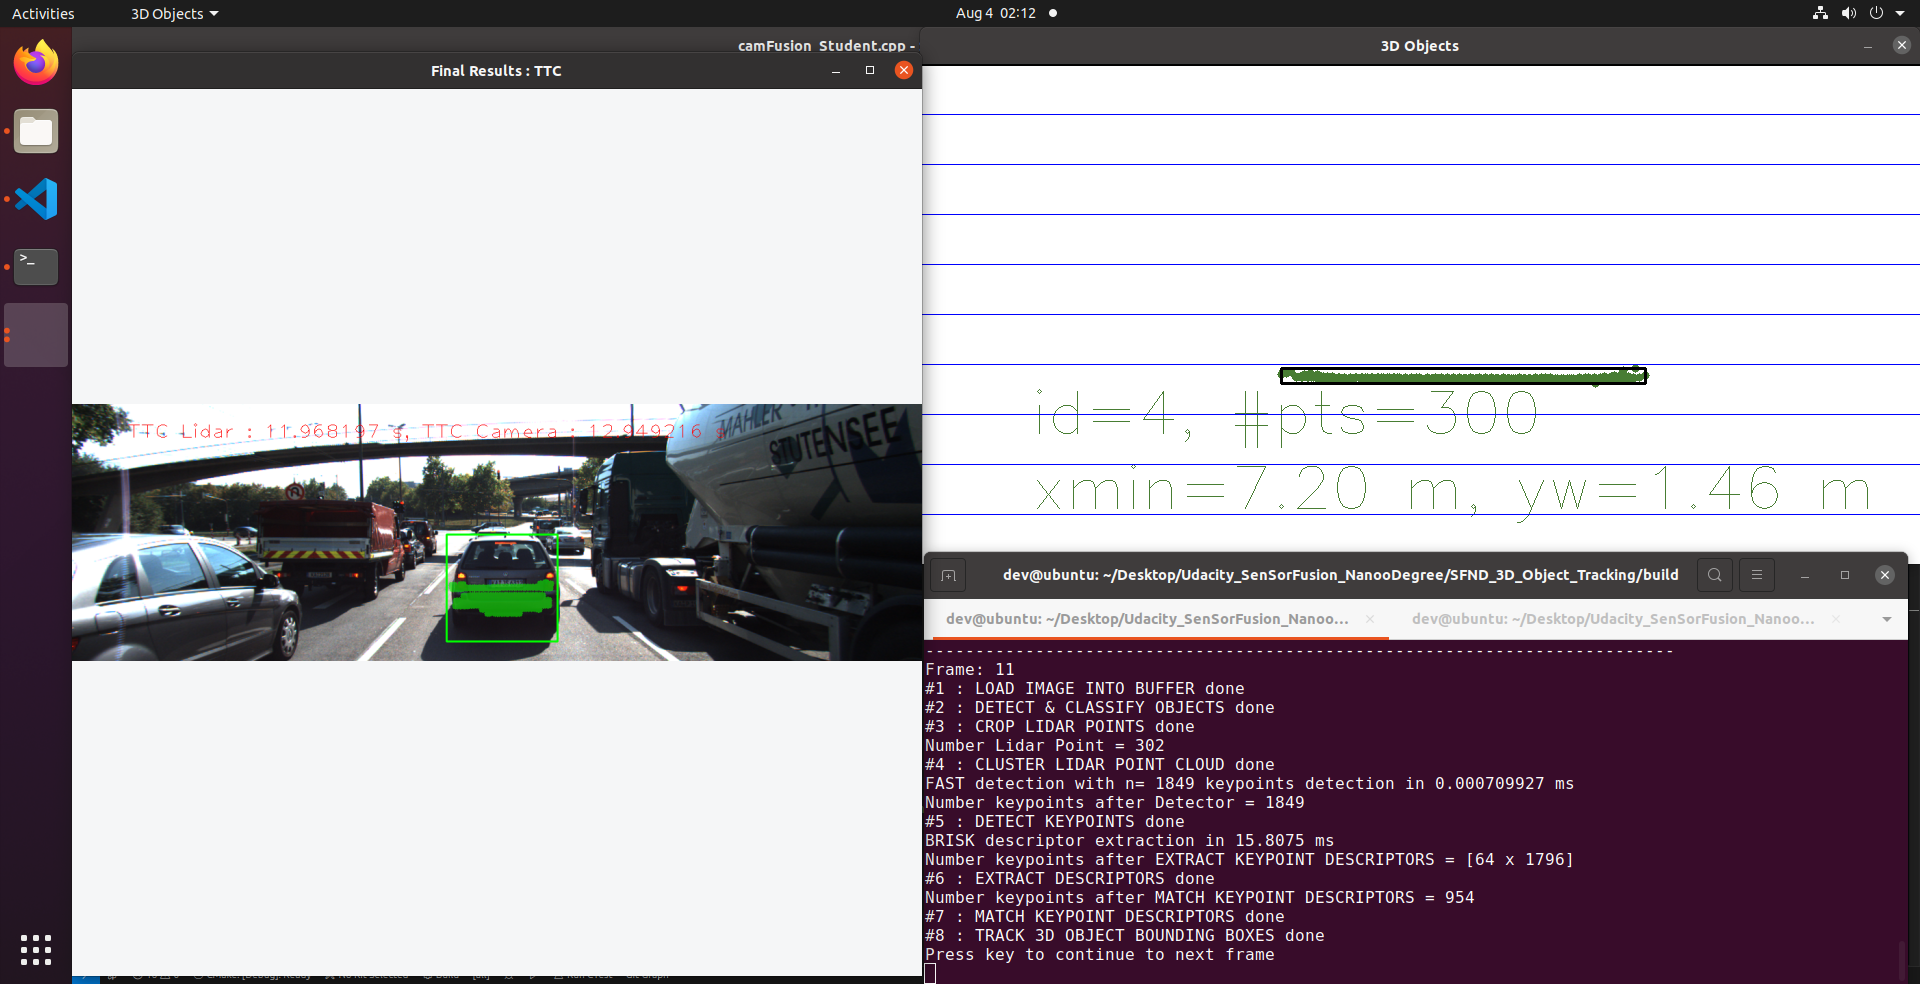 Activities
3D Objects
Aug 4 02:12
camFusion_Student.cpp -
Final Results : TTC
3D Objects
TTC Lidar : 11.968197 s, TTC Camera : 12.949216 s
MAHLER
STUTENSEE
id=4, #pts=300
xmin=7.20 m, yw=1.46 m
dev@ubuntu: ~/Desktop/Udacity_SenSorFusion_NanooDegree/SFND_3D_Object_Tracking/build
dev@ubuntu: ~/Desktop/Udacity_SenSorFusion_Nanoo...
dev@ubuntu: ~/Desktop/Udacity_SenSorFusion_Nanoo...
---------------------------------------------------------------------------
Frame: 11
#1 : LOAD IMAGE INTO BUFFER done
#2 : DETECT & CLASSIFY OBJECTS done
#3 : CROP LIDAR POINTS done
Number Lidar Point = 302
#4 : CLUSTER LIDAR POINT CLOUD done
FAST detection with n= 1849 keypoints detection in 0.000709927 ms
Number keypoints after Detector = 1849
#5 : DETECT KEYPOINTS done
BRISK descriptor extraction in 15.8075 ms
Number keypoints after EXTRACT KEYPOINT DESCRIPTORS = [64 x 1796]
#6 : EXTRACT DESCRIPTORS done
Number keypoints after MATCH KEYPOINT DESCRIPTORS = 954
#7 : MATCH KEYPOINT DESCRIPTORS done
#8 : TRACK 3D OBJECT BOUNDING BOXES done
Press key to continue to next frame